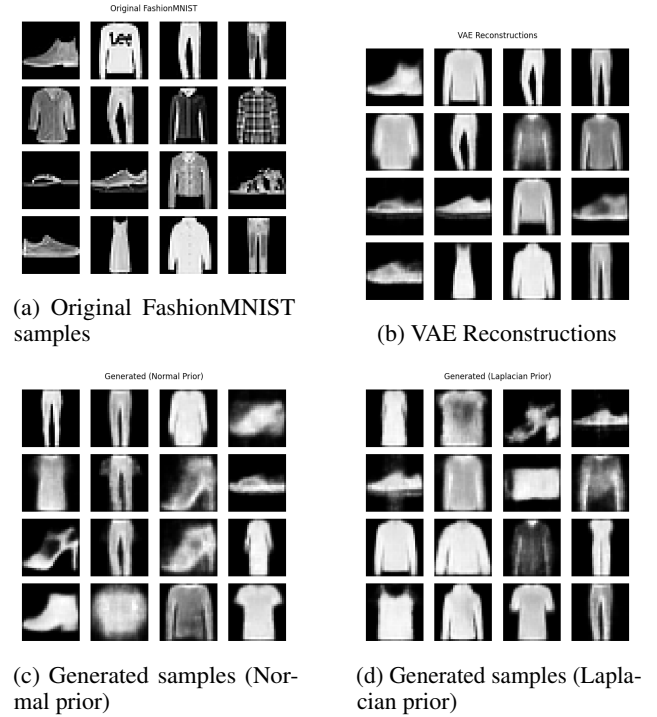 Original FashionMNIST
Lee
(a) Original FashionMNIST
samples
VAE Reconstructions
(b) VAE Reconstructions
Generated (Normal Prior)
(c) Generated samples (Nor-
mal prior)
Generated (Laplacian Prior)
(d) Generated samples (Lapla-
cian prior)